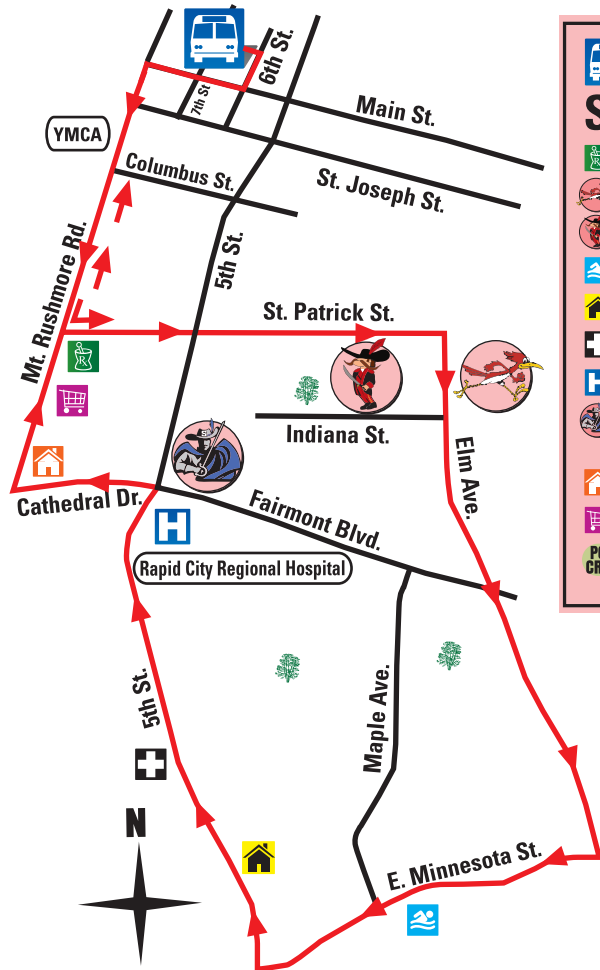 6th St.
7th St
Main St.
YMCA
St. Joseph St.
Columbus St.
5th St.
Mt. Rushmore Rd.
St. Patrick St.
R
Indiana St.
Elm Ave.
Cathedral Dr.
Fairmont Blvd.
H
Rapid City Regional Hospital
5th St.
Maple Ave.
N
E. Minnesota St.
S
R
H